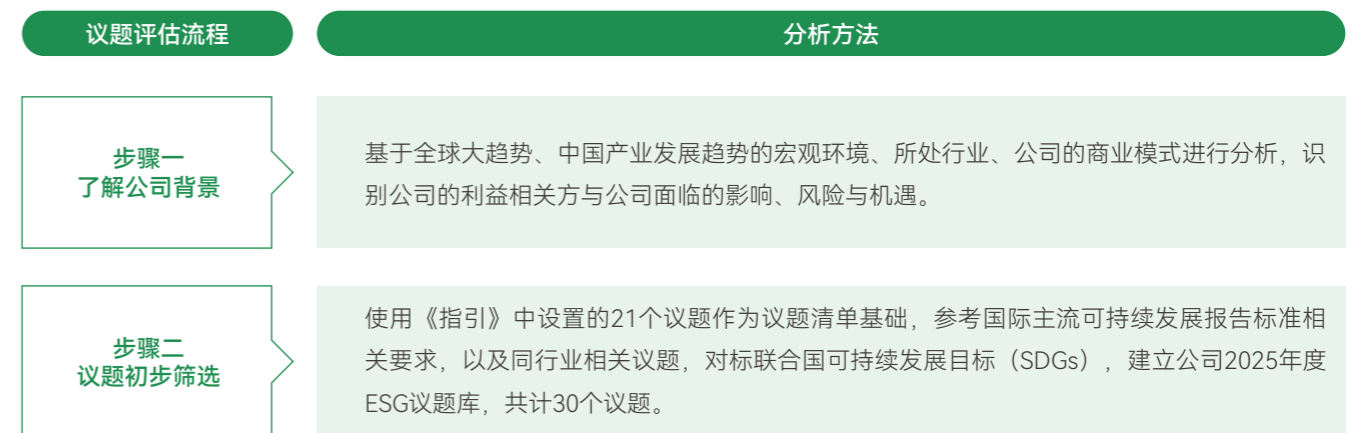 议题评估流程
分析方法
步骤一
了解公司背景
基于全球大趋势、中国产业发展趋势的宏观环境、所处行业、公司的商业模式进行分析，识
别公司的利益相关方与公司面临的影响、风险与机遇。
步骤二
议题初步筛选
使用《指引》中设置的21个议题作为议题清单基础，参考国际主流可持续发展报告标准相
关要求，以及同行业相关议题，对标联合国可持续发展目标（SDGs），建立公司2025年度
ESG议题库，共计30个议题。